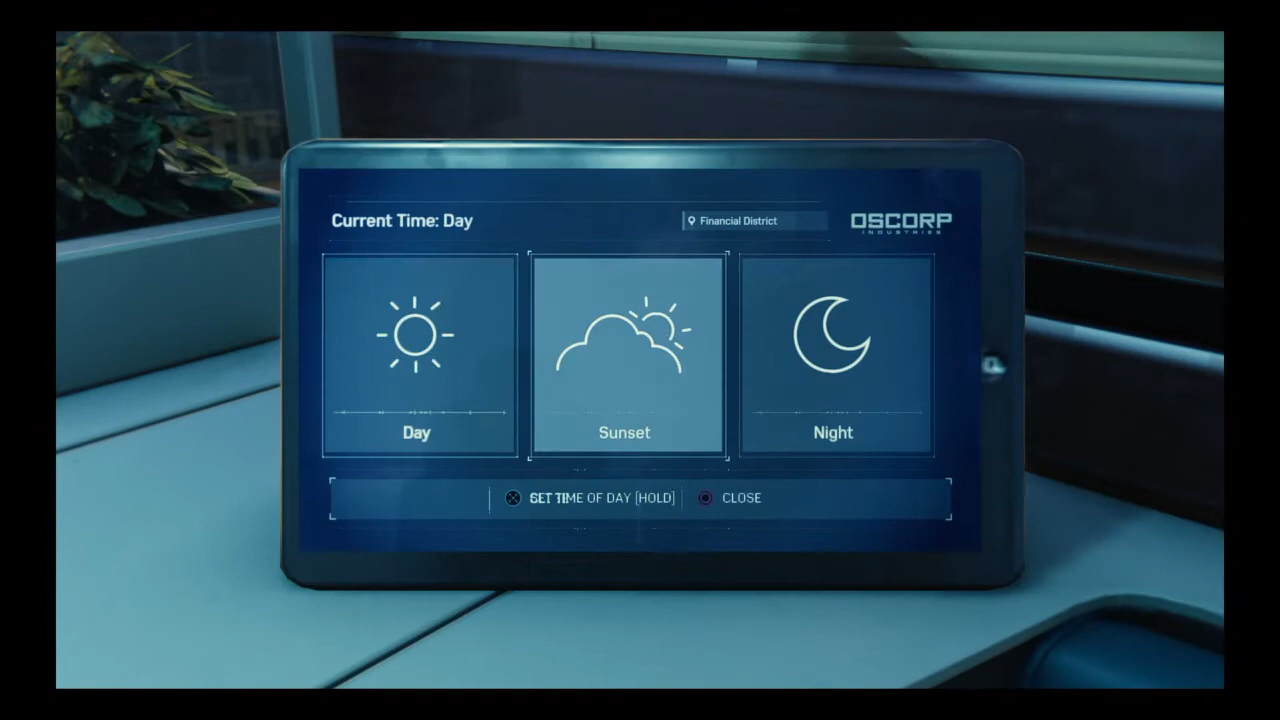 Current Time: Day
Financial District
OSCORP
INDUSTRIES
Day
Sunset
Night
SET TIME OF DAY [HOLD]
CLOSE